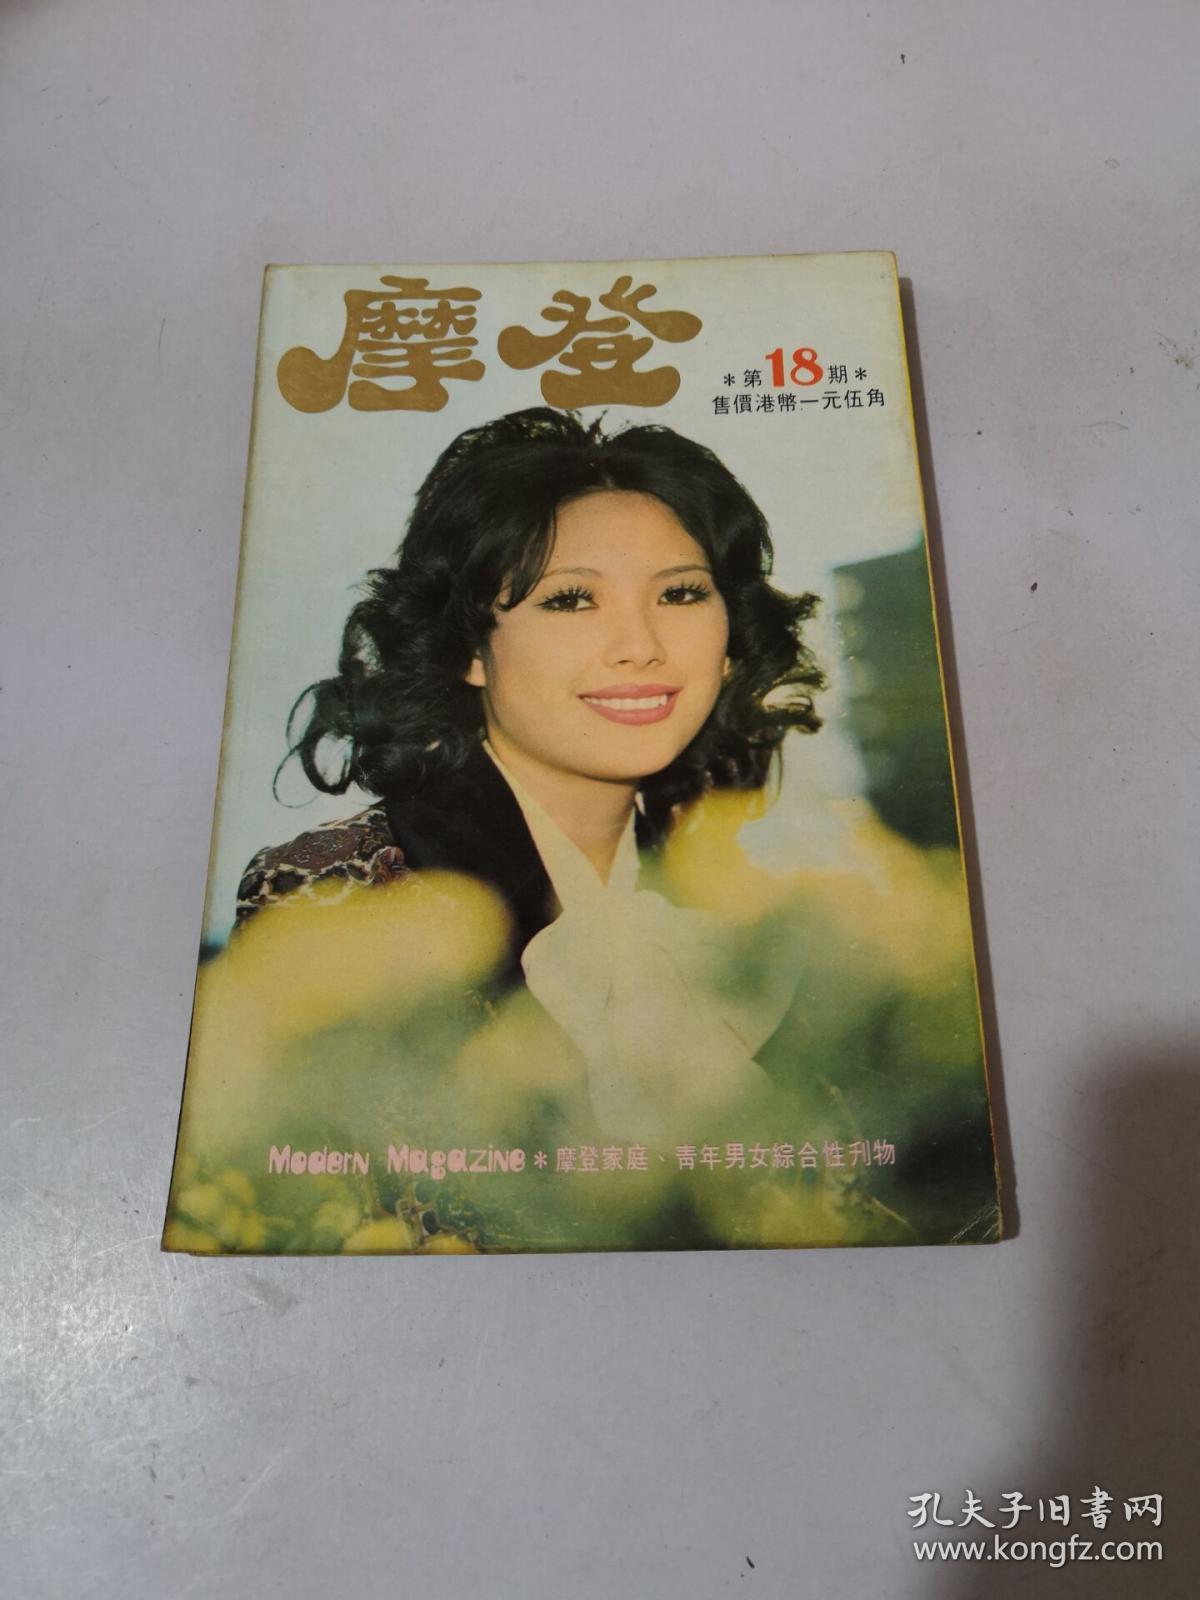 摩登
*第18期*
售價港幣一元伍角
Modern Magazine*摩登家庭、青年男女綜合性刊物
孔夫子旧书网
www.kongfz.com